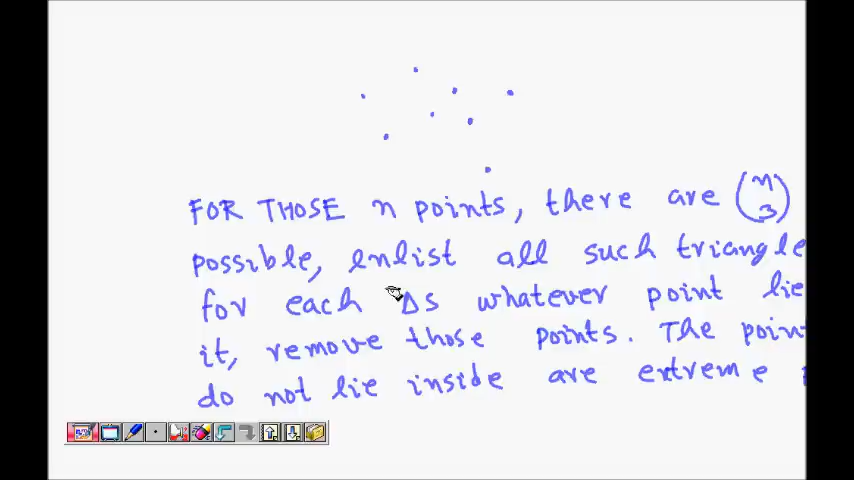 FOR THOSE n points, there are (n 3)
possible, enlist all such triangle
for each Δs whatever point lie
it, remove those points. The poin
do not lie inside are extreme